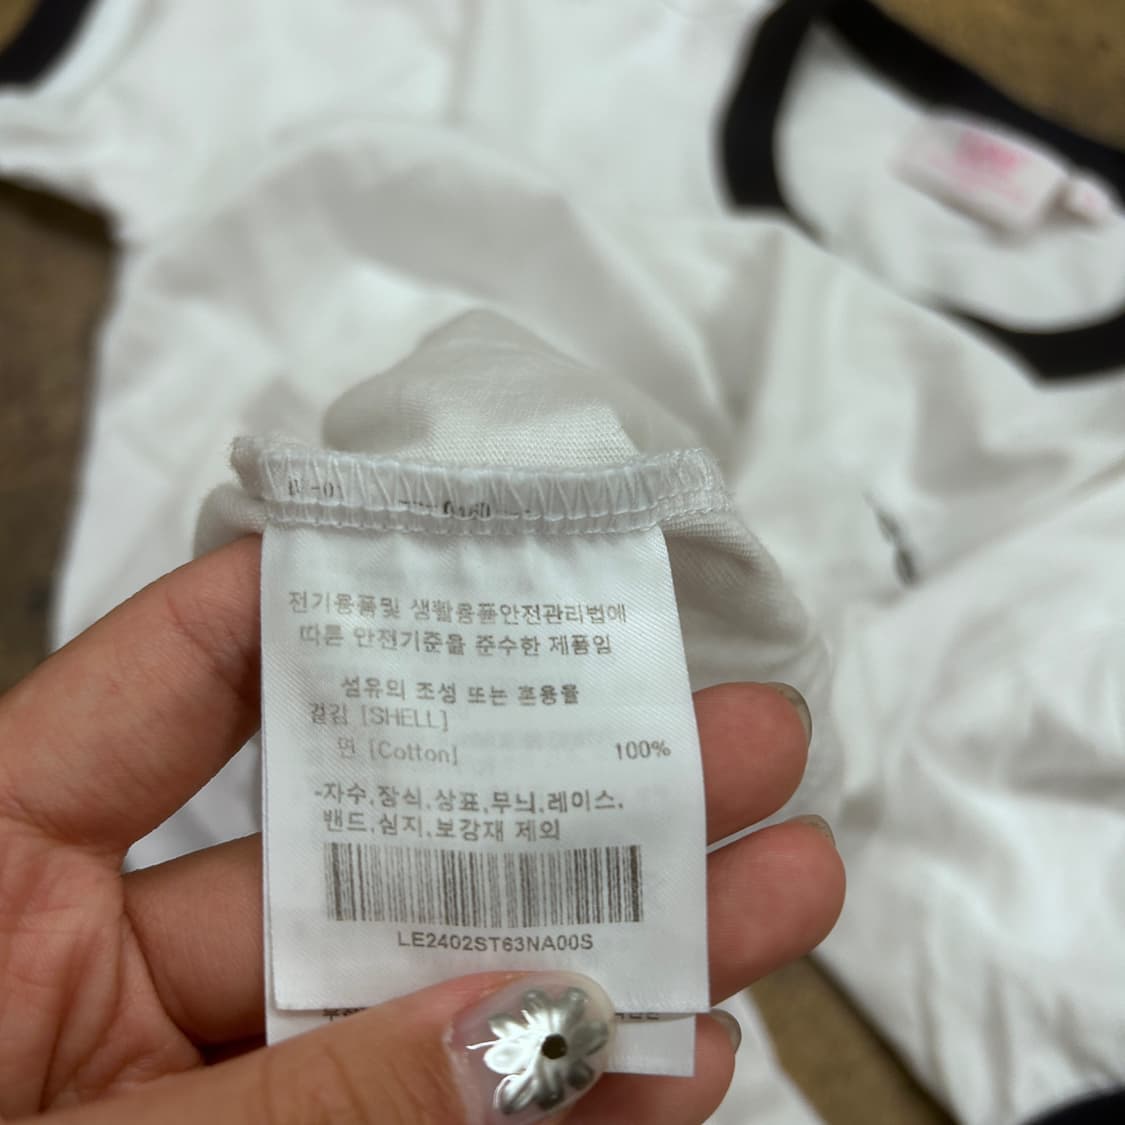 전기용품및 생활용품안전관리법에
따른 안전기준을 준수한 제품임
섬유의 조성 또는 혼용율
겉감 [SHELL]
면 [Cotton] 100%
-자수,장식,상표,무늬,레이스,
밴드,심지,보강재 제외
LE2402ST63NA00S